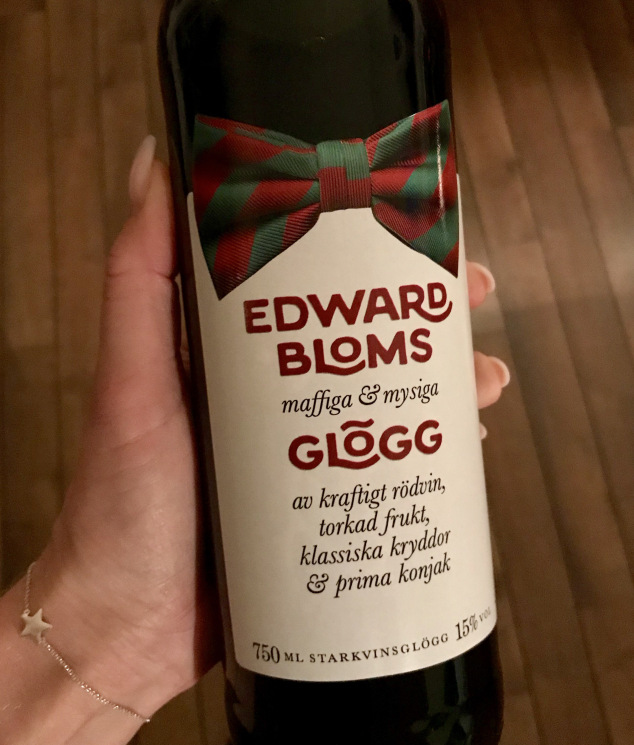 EDWARD
BLOMS
maffiga & mysiga
GLÖGG
av kraftigt rödvin,
torkad frukt,
klassiska kryddor
& prima konjak
750 ML STARKVINSGLÖGG 15% VOL